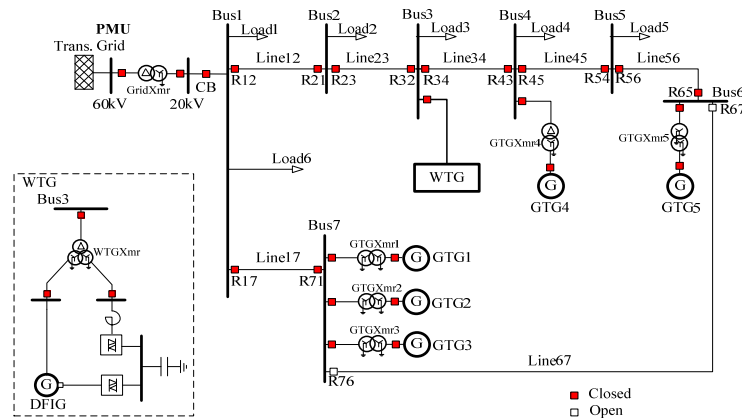 PMU
Trans. Grid
60kV
GridXmr
20kV
CB
Bus1
Load1
R12
Line12
R21
Bus2
Load2
R23
Line23
R32
Bus3
Load3
R34
Line34
R43
Bus4
Load4
R45
Line45
R54
Bus5
Load5
R56
Line56
R65
Bus6
R67
WTG
GTGXmr4
G
GTG4
GTGXmr5
G
GTG5
Load6
R17
Line17
R71
Bus7
GTGXmr1
G
GTG1
GTGXmr2
G
GTG2
GTGXmr3
G
GTG3
R76
Line67
WTG
Bus3
WTGXmr
G
DFIG
Closed
Open